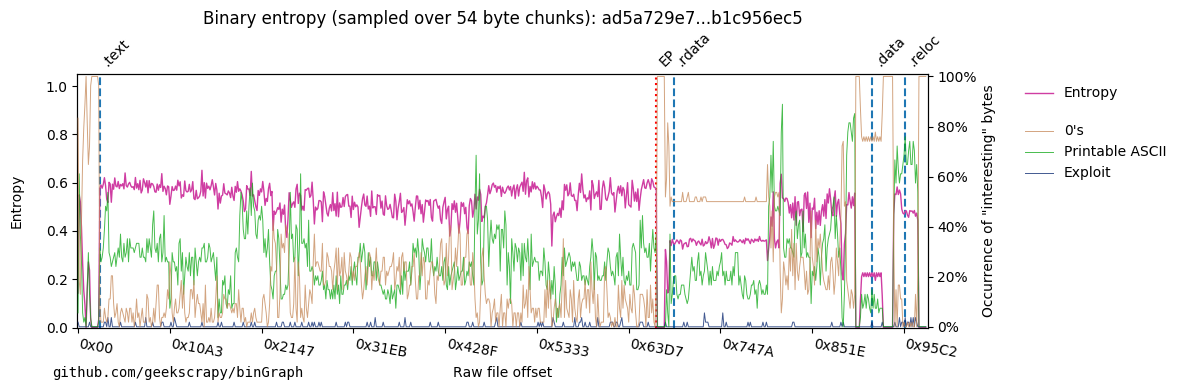 Binary entropy (sampled over 54 byte chunks): ad5a729e7...b1c956ec5
.text
EP
.rdata
.data
.reloc
1.0
0.8
0.6
0.4
0.2
0.0
Entropy
100%
80%
60%
40%
20%
0%
Occurrence of "interesting" bytes
Entropy
0's
Printable ASCII
Exploit
0x00
0x10A3
0x2147
0x31EB
0x428F
0x5333
0x63D7
0x747A
0x851E
0x95C2
github.com/geekscrapy/binGraph
Raw file offset